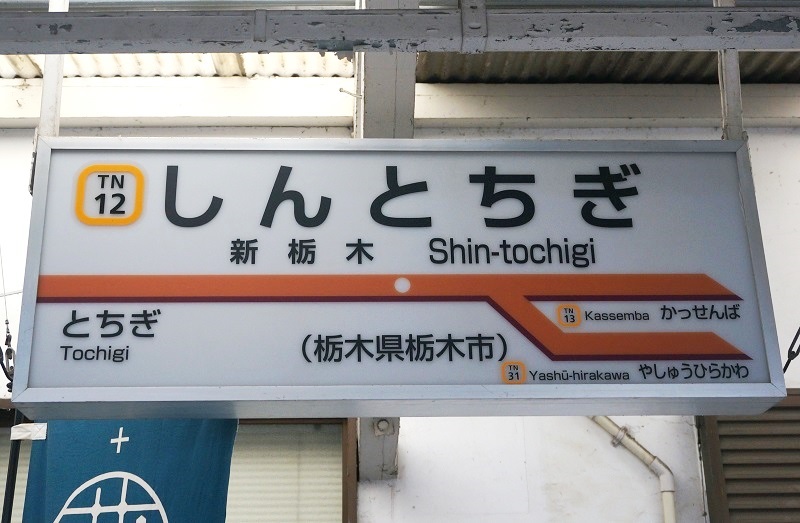 TN
12
しんとちぎ
新栃木 Shin-tochigi
とちぎ
Tochigi
(栃木県栃木市)
TN
13
Kassemba かっせんば
TN
31
Yashū-hirakawa やしゅうひらかわ